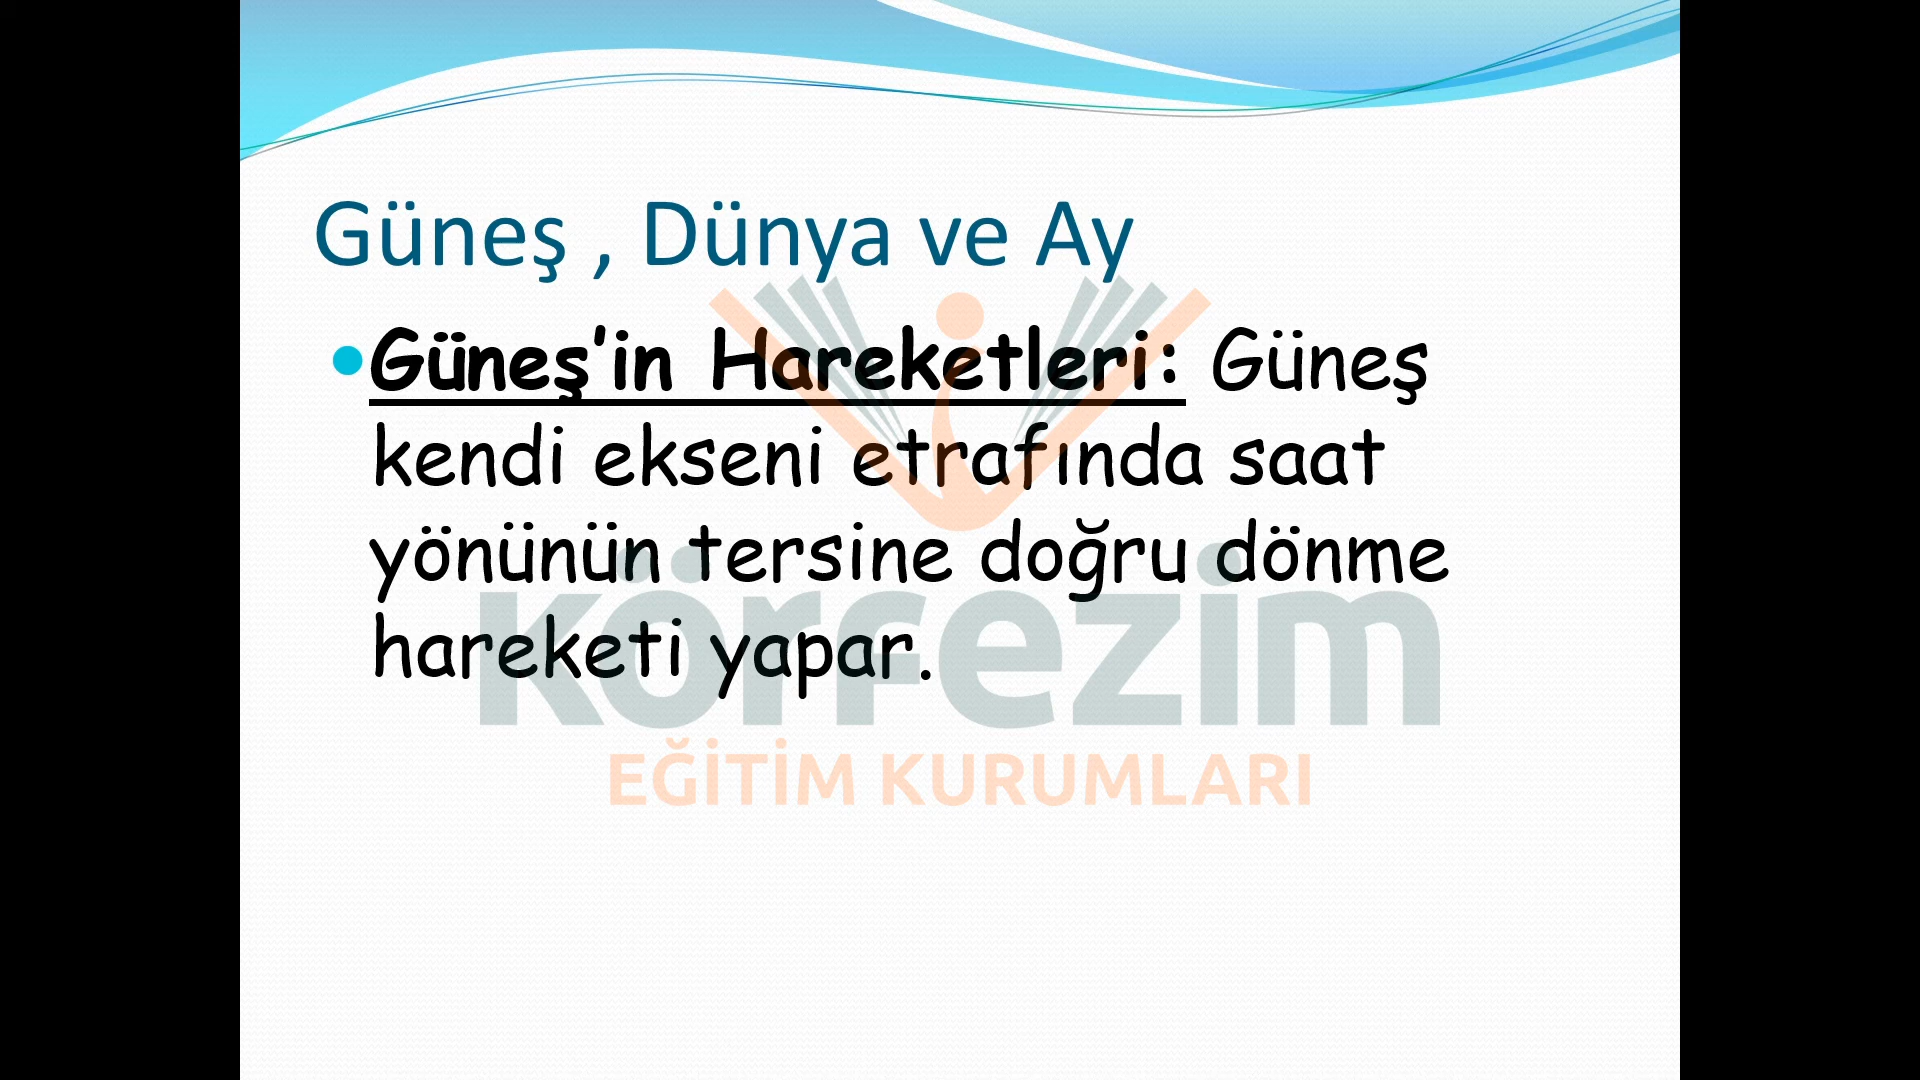 Güneş , Dünya ve Ay
Güneş’in Hareketleri: Güneş
kendi ekseni etrafında saat
yönünün tersine doğru dönme
hareketi yapar.
körfezim
EĞİTİM KURUMLARI